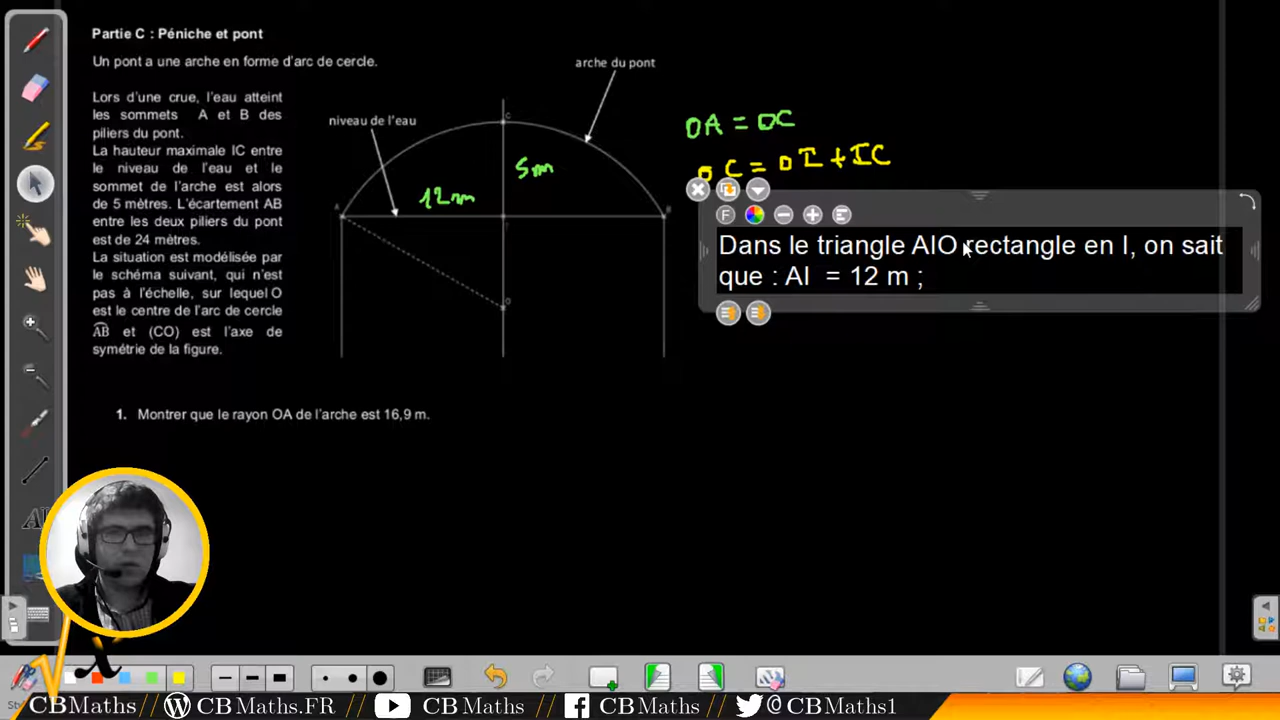 Partie C : Péniche et pont
Un pont a une arche en forme d'arc de cercle.
arche du pont
Lors d'une crue, l'eau atteint
les sommets A et B des
piliers du pont.
La hauteur maximale IC entre
le niveau de l'eau et le
sommet de l'arche est alors
de 5 mètres. L'écartement AB
entre les deux piliers du pont
est de 24 mètres.
La situation est modélisée par
le schéma suivant, qui n'est
pas à l'échelle, sur lequel O
est le centre de l'arc de cercle
AB et (CO) est l'axe de
symétrie de la figure.
niveau de l'eau
C
5m
12m
A
B
I
O
OA = OC
OC = OI + IC
F
Dans le triangle AIO rectangle en I, on sait
que : AI = 12 m ;
1. Montrer que le rayon OA de l'arche est 16,9 m.
CBMaths
CBMaths.FR
CBMaths
CBMaths
@CBMaths1